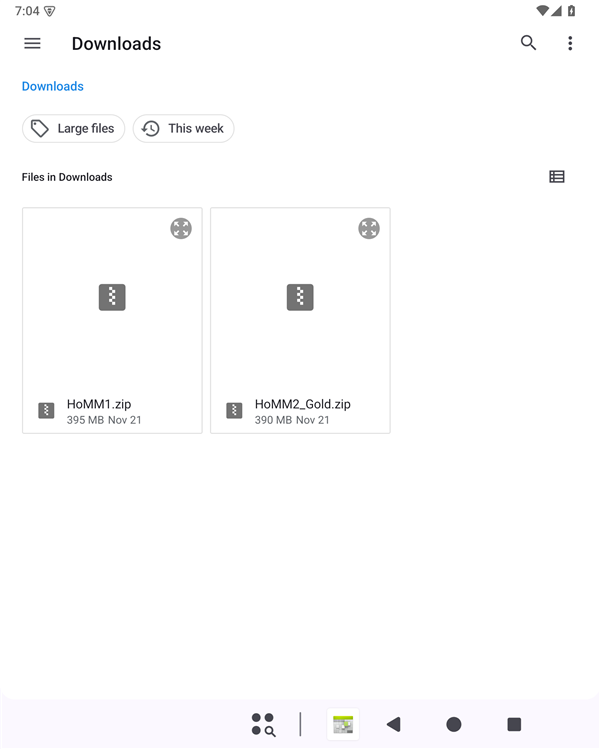 7:04
Downloads
Downloads
Large files
This week
Files in Downloads
HoMM1.zip
395 MB Nov 21
HoMM2_Gold.zip
390 MB Nov 21